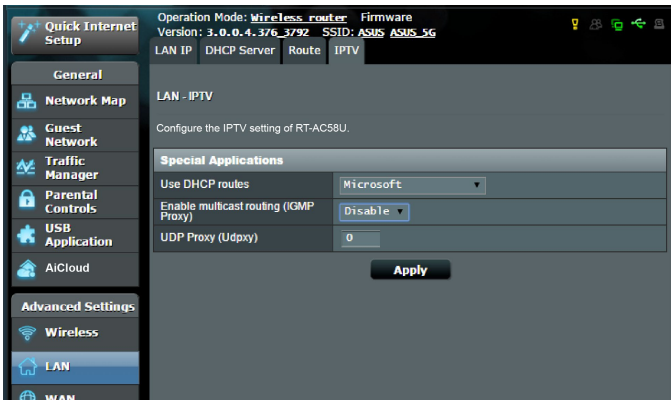 Quick Internet
Setup
Operation Mode: Wireless router Firmware
Version: 3.0.0.4.376_3792 SSID: ASUS ASUS_5G
LAN IP DHCP Server Route IPTV
General
Network Map
Guest
Network
Traffic
Manager
Parental
Controls
USB
Application
AiCloud
Advanced Settings
Wireless
LAN
WAN
LAN - IPTV
Configure the IPTV setting of RT-AC58U.
Special Applications
Use DHCP routes Microsoft
Enable multicast routing (IGMP
Proxy) Disable
UDP Proxy (Udpxy) 0
Apply